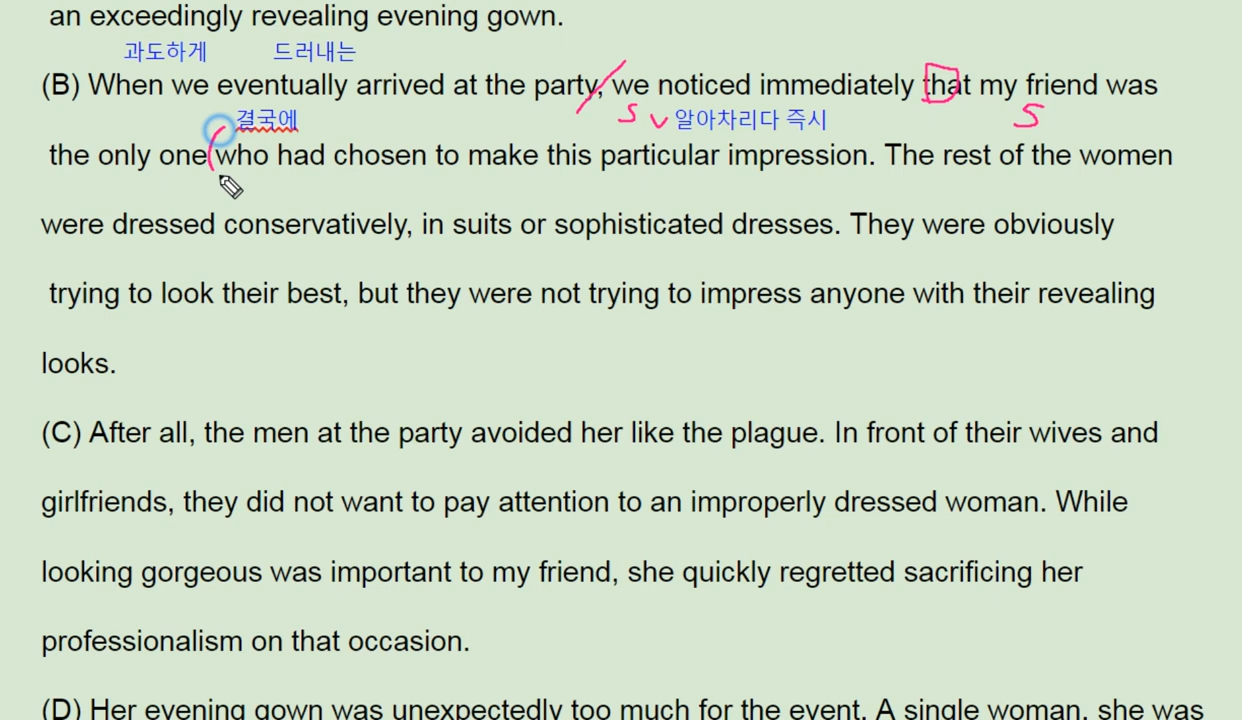 an exceedingly revealing evening gown.
과도하게 드러내는
(B) When we eventually arrived at the party, we noticed immediately that my friend was
결국에 S V 알아차리다 즉시 S
the only one (who had chosen to make this particular impression. The rest of the women
were dressed conservatively, in suits or sophisticated dresses. They were obviously
trying to look their best, but they were not trying to impress anyone with their revealing
looks.
(C) After all, the men at the party avoided her like the plague. In front of their wives and
girlfriends, they did not want to pay attention to an improperly dressed woman. While
looking gorgeous was important to my friend, she quickly regretted sacrificing her
professionalism on that occasion.
(D) Her evening gown was unexpectedly too much for the event. A single woman, she was